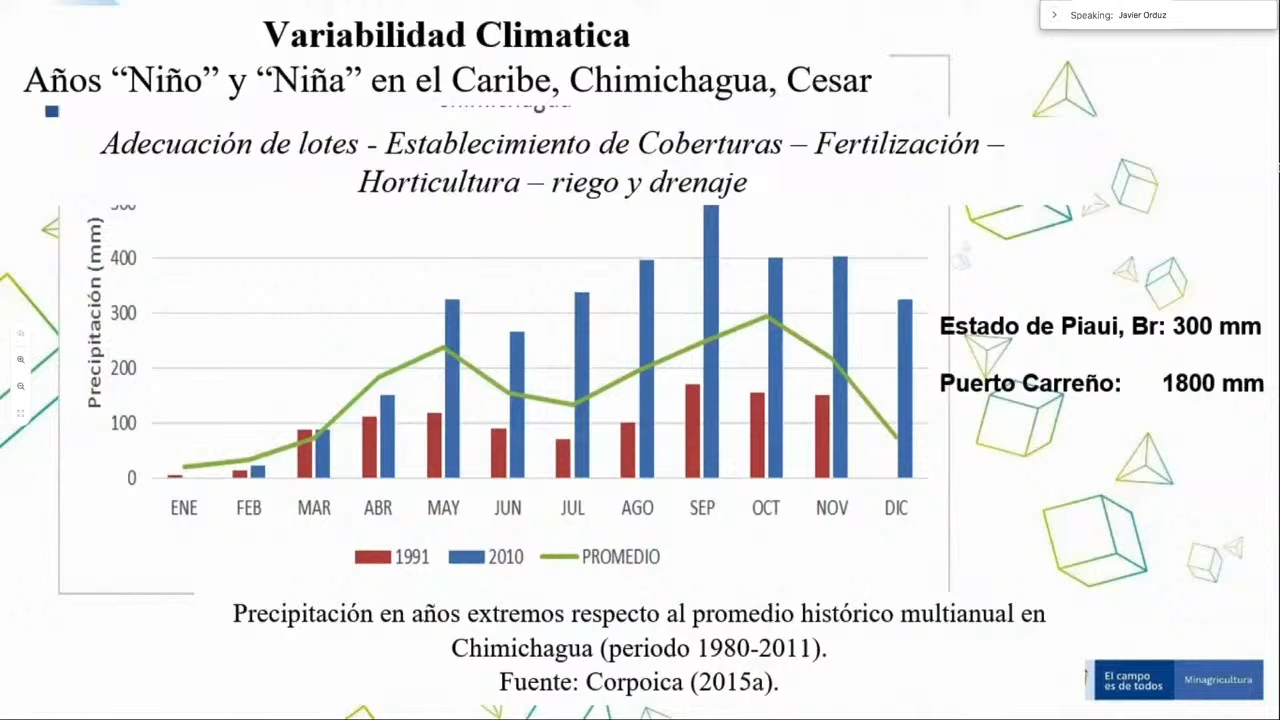 Speaking: Javier Orduz
Variabilidad Climatica
Años “Niño” y “Niña” en el Caribe, Chimichagua, Cesar
Adecuación de lotes - Establecimiento de Coberturas – Fertilización –
Horticultura – riego y drenaje
Precipitación (mm)
400
300
200
100
0
ENE FEB MAR ABR MAY JUN JUL AGO SEP OCT NOV DIC
1991 2010 PROMEDIO
Estado de Piaui, Br: 300 mm
Puerto Carreño: 1800 mm
Precipitación en años extremos respecto al promedio histórico multianual en
Chimichagua (periodo 1980-2011).
Fuente: Corpoica (2015a).
El campo
es de todos
Minagricultura